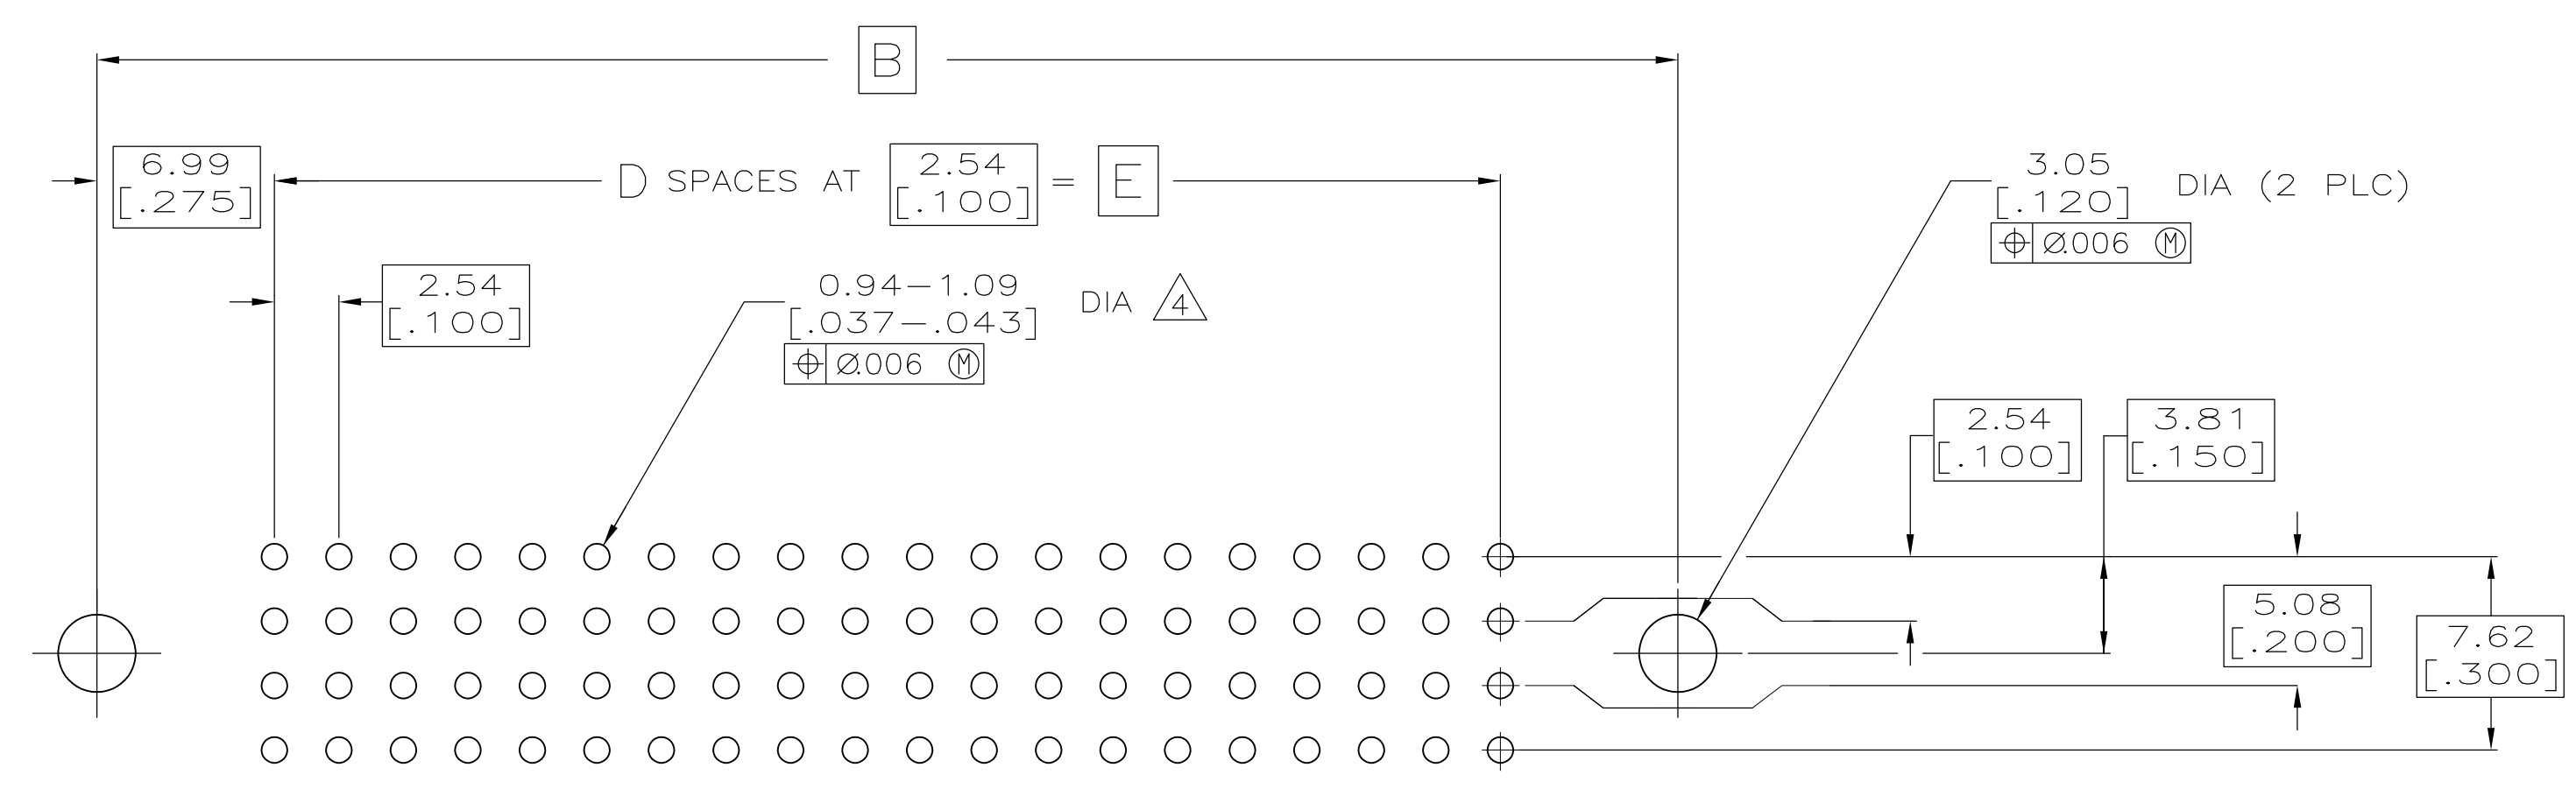 B
6.99
[.275]
D SPACES AT 2.54 = E
[.100]
3.05 DIA (2 PLC)
[.120]
⌖ Ø.006 Ⓜ
2.54
[.100]
0.94–1.09 DIA 4
[.037–.043]
⌖ Ø.006 Ⓜ
2.54
[.100]
3.81
[.150]
5.08
[.200]
7.62
[.300]